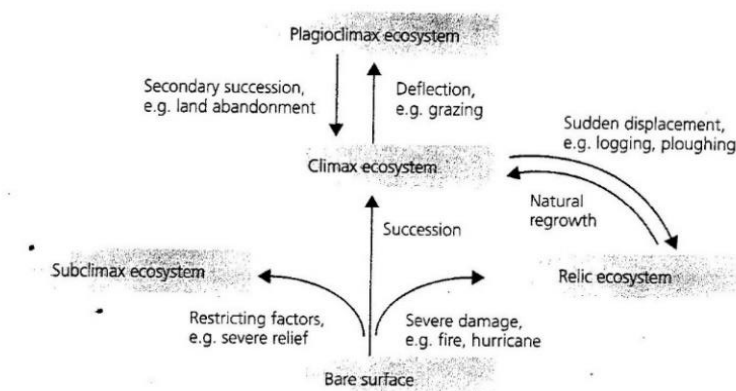 Plagioclimax ecosystem
Secondary succession,
e.g. land abandonment
Deflection,
e.g. grazing
Sudden displacement,
e.g. logging, ploughing
Climax ecosystem
Natural
regrowth
Succession
Subclimax ecosystem
Relic ecosystem
Restricting factors,
e.g. severe relief
Severe damage,
e.g. fire, hurricane
Bare surface